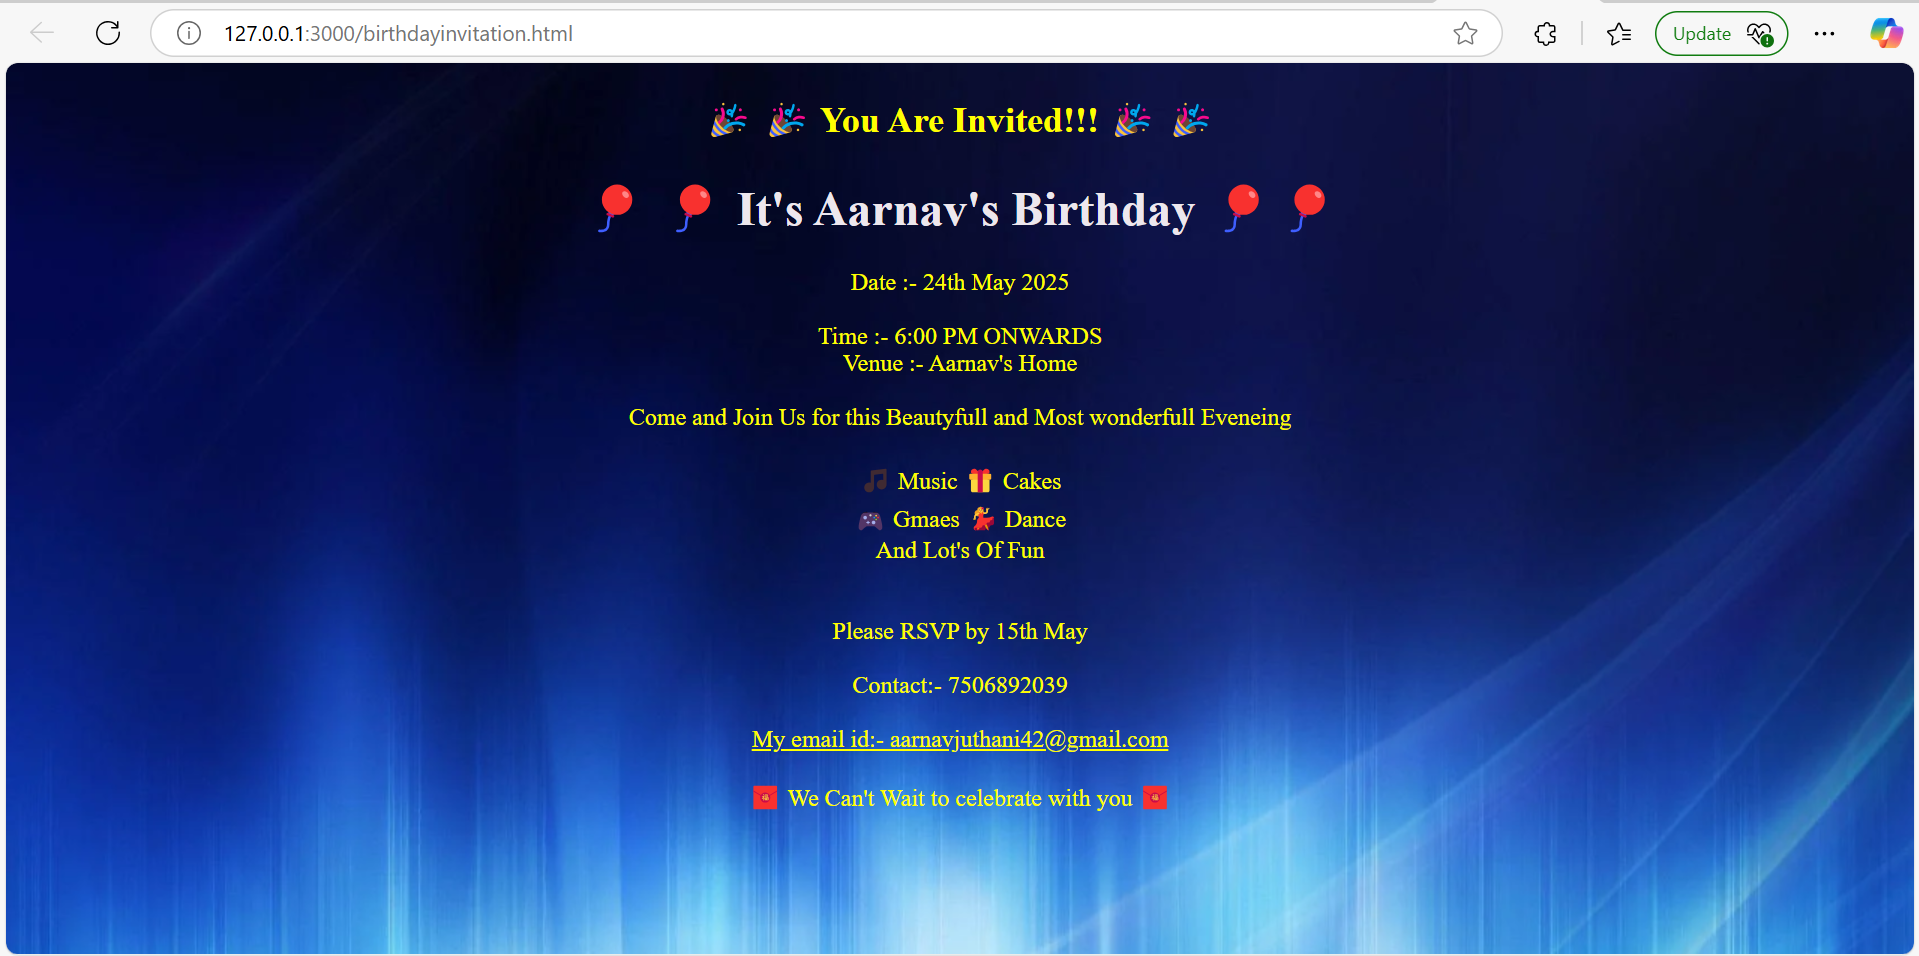 127.0.0.1:3000/birthdayinvitation.html
Update
You Are Invited!!!
It's Aarnav's Birthday
Date :- 24th May 2025
Time :- 6:00 PM ONWARDS
Venue :- Aarnav's Home
Come and Join Us for this Beautyfull and Most wonderfull Eveneing
Music Cakes
Gmaes Dance
And Lot's Of Fun
Please RSVP by 15th May
Contact:- 7506892039
My email id:- aarnavjuthani42@gmail.com
We Can't Wait to celebrate with you